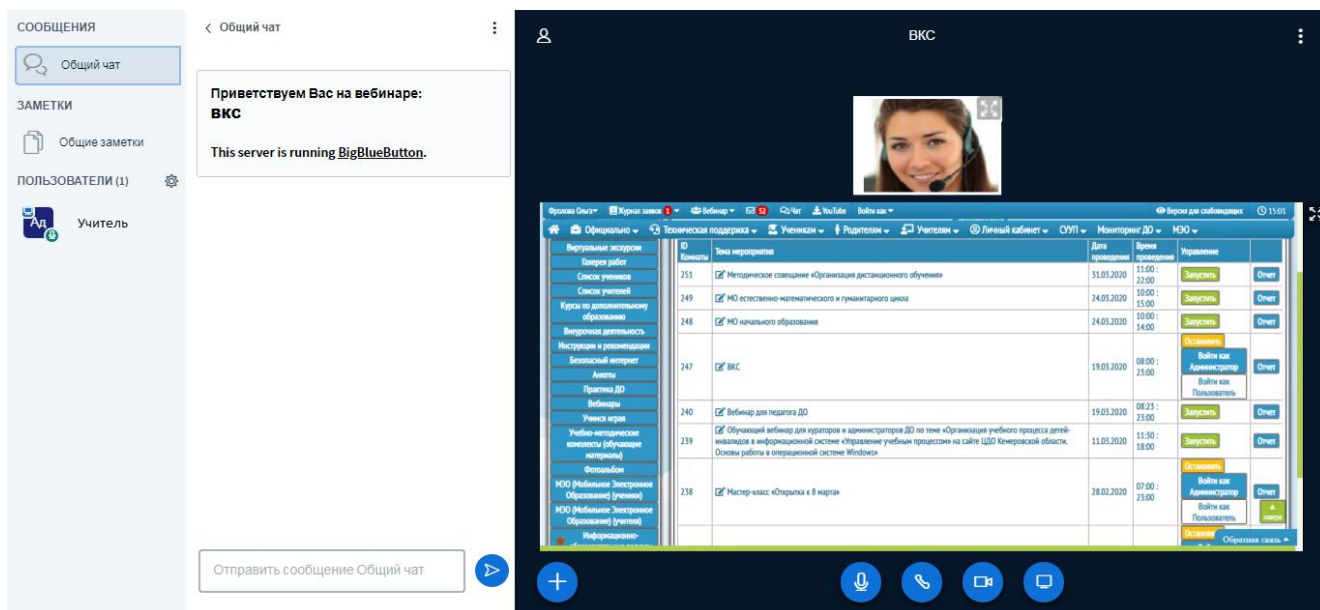 СООБЩЕНИЯ
Общий чат
ЗАМЕТКИ
Общие заметки
ПОЛЬЗОВАТЕЛИ (1)
Ад
Учитель
Общий чат
Приветствуем Вас на вебинаре:
ВКС
This server is running BigBlueButton.
Отправить сообщение Общий чат
ВКС
Фролова Ольга Журнал заявок 1 Вебинар 52 Чат YouTube Войти как Версия для слабовидящих 15:01
Официально Техническая поддержка Ученикам Родителям Учителям Личный кабинет СУУП Мониторинг ДО МЭО
Виртуальные экскурсии
Галерея работ
Список учеников
Список учителей
Курсы по дополнительному
образованию
Внеурочная деятельность
Инструкции и рекомендации
Безопасный интернет
Анкеты
Практика ДО
Вебинары
Учимся играя
Учебно-методические
комплекты (обучающие
материалы)
Фотоальбом
МЭО (Мобильное Электронное
Образование) (ученики)
МЭО (Мобильное Электронное
Образование) (учителя)
Информационно-
ID
Комнаты
Тема мероприятия
Дата
проведения
Время
проведения
Управление
251 Методическое совещание «Организация дистанционного обучения» 31.03.2020 11:00 :
22:00
Запустить Отчет
249 МО естественно-математического и гуманитарного цикла 24.03.2020 10:00 :
15:00
Запустить Отчет
248 МО начального образования 24.03.2020 10:00 :
14:00
Запустить Отчет
247 ВКС 19.03.2020 08:00 :
23:00
Остановить
Войти как
Администратор
Войти как
Пользователь
Отчет
240 Вебинар для педагога ДО 19.03.2020 08:23 :
23:00
Запустить Отчет
239 Обучающий вебинар для кураторов и администраторов ДО по теме «Организация учебного процесса детей-
инвалидов в информационной системе «Управление учебным процессом» на сайте ЦДО Кемеровской области.
Основы работы в операционной системе Windows»
11.03.2020 11:30 :
18:00
Запустить Отчет
238 Мастер-класс «Открытка к 8 марта» 28.02.2020 07:00 :
23:00
Остановить
Войти как
Администратор
Войти как
Пользователь
Отчет
наверх
Обратная связь